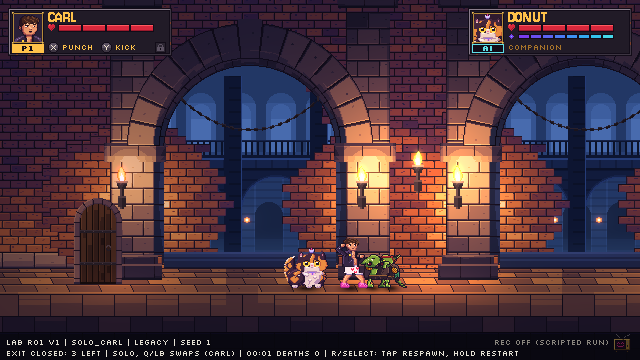 CARL
DONUT
P1
X PUNCH Y KICK
AI
COMPANION
LAB R01 V1 | SOLO_CARL | LEGACY | SEED 1
REC OFF (SCRIPTED RUN)
EXIT CLOSED: 3 LEFT | SOLO, Q/LB SWAPS (CARL) | 00:01 DEATHS 0 | R/SELECT: TAP RESPAWN, HOLD RESTART